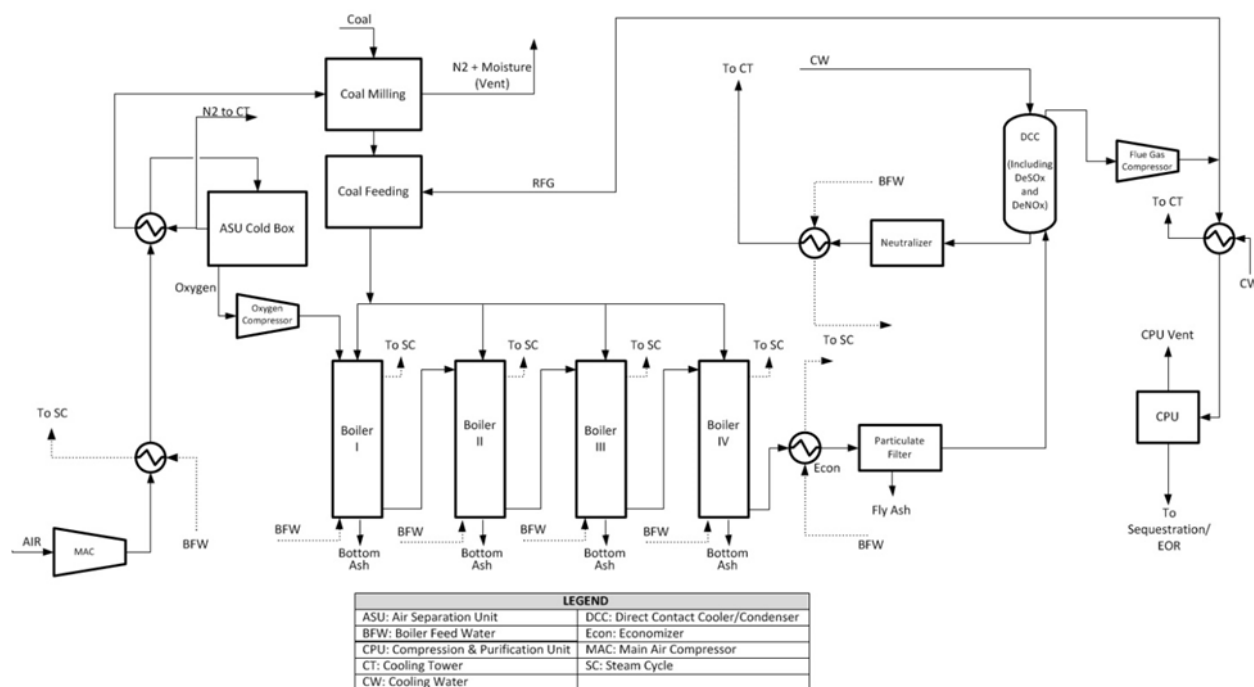 Coal
Coal Milling
N2 + Moisture
(Vent)
N2 to CT
Coal Feeding
RFG
ASU Cold Box
Oxygen
Oxygen
Compressor
To CT
CW
DCC
(Including
DeSOx
and
DeNOx)
Flue Gas
Compressor
BFW
Neutralizer
To CT
CW
To SC
To SC
To SC
To SC
To SC
CPU Vent
CPU
To SC
Boiler
I
Boiler
II
Boiler
III
Boiler
IV
Econ
Particulate
Filter
Fly Ash
To
Sequestration/
EOR
AIR
MAC
BFW
BFW
BFW
BFW
BFW
BFW
Bottom
Ash
Bottom
Ash
Bottom
Ash
Bottom
Ash
LEGEND
ASU: Air Separation Unit
DCC: Direct Contact Cooler/Condenser
BFW: Boiler Feed Water
Econ: Economizer
CPU: Compression & Purification Unit
MAC: Main Air Compressor
CT: Cooling Tower
SC: Steam Cycle
CW: Cooling Water